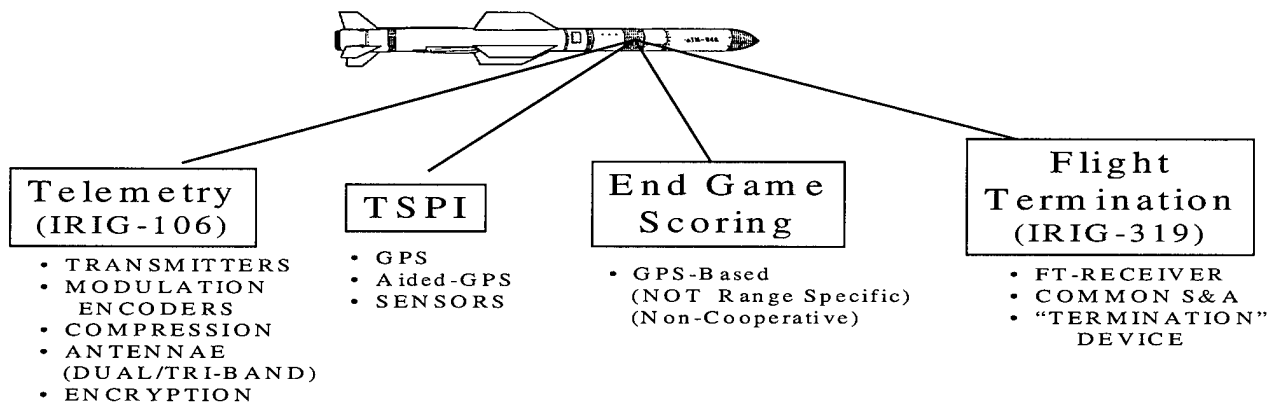 Telemetry
(IRIG-106)
• TRANSMITTERS
• MODULATION
ENCODERS
• COMPRESSION
• ANTENNAE
(DUAL/TRI-BAND)
• ENCRYPTION
TSPI
• GPS
• Aided-GPS
• SENSORS
End Game
Scoring
• GPS-Based
(NOT Range Specific)
(Non-Cooperative)
Flight
Termination
(IRIG-319)
• FT-RECEIVER
• COMMON S&A
• “TERMINATION”
DEVICE